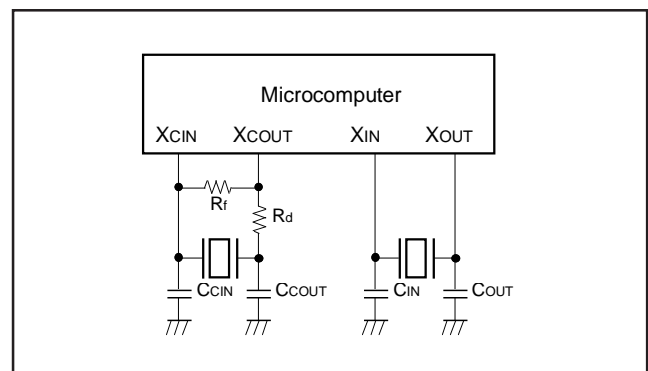 Microcomputer
XCIN XCOUT XIN XOUT
Rf
Rd
CCIN CCOUT CIN COUT